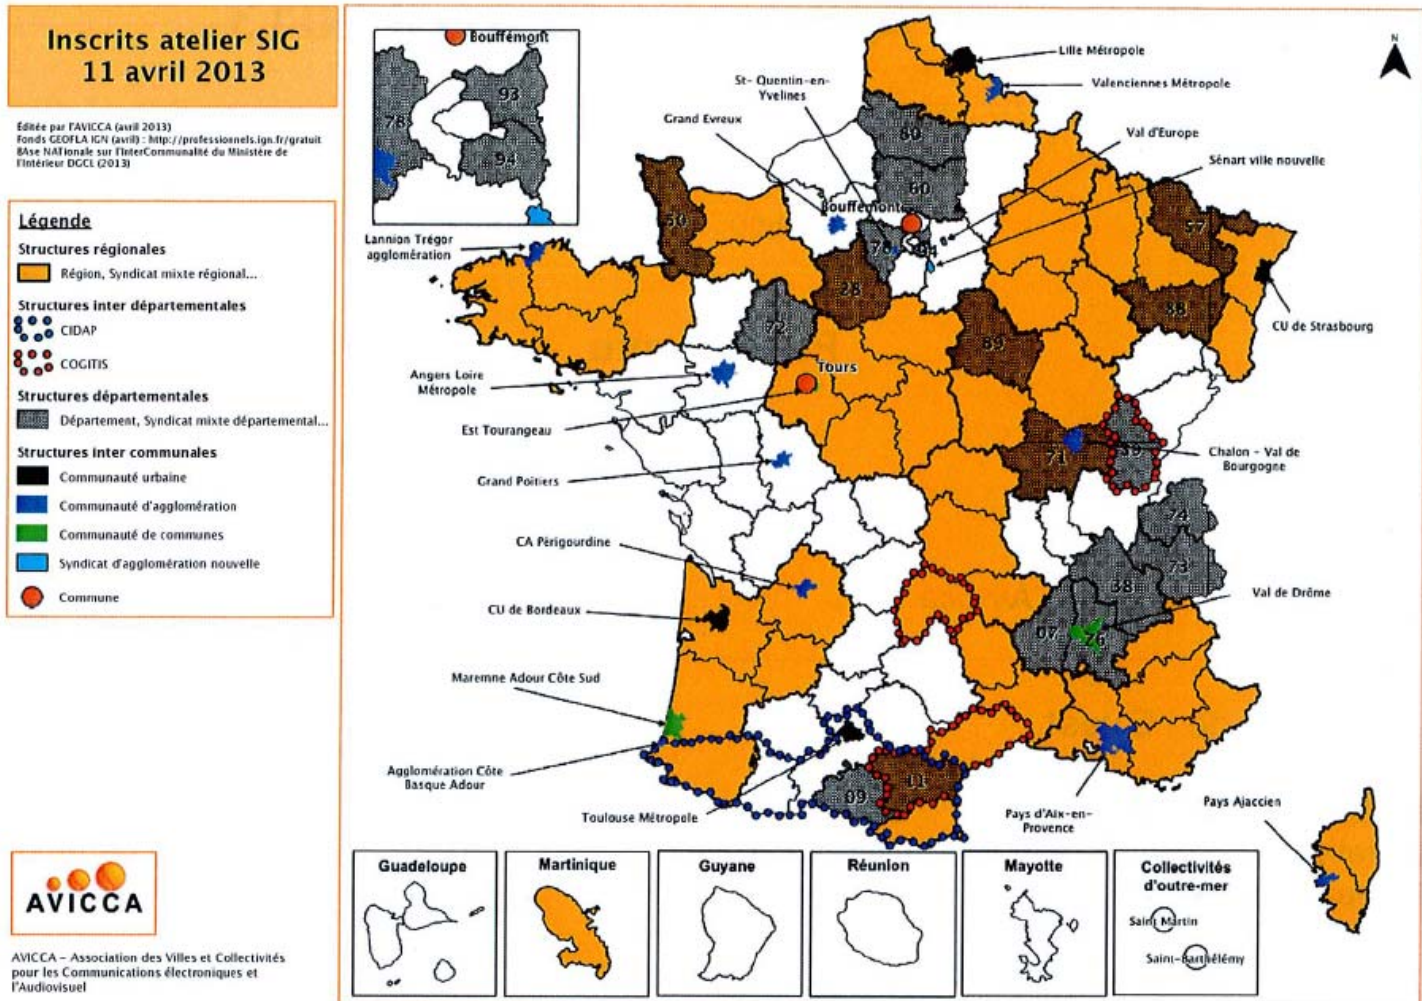 Inscrits atelier SIG
11 avril 2013
Éditée par l'AVICCA (avril 2013)
Fonds GEOFLA IGN (avril) : http://professionnels.ign.fr/gratuit
BAse NATionale sur l'InterCommunalité du Ministère de
l'Intérieur DGCL (2013)
Légende
Structures régionales
Région, Syndicat mixte régional...
Structures inter départementales
CIDAP
COGITIS
Structures départementales
Département, Syndicat mixte départemental...
Structures inter communales
Communauté urbaine
Communauté d'agglomération
Communauté de communes
Syndicat d'agglomération nouvelle
Commune
AVICCA
AVICCA - Association des Villes et Collectivités
pour les Communications électroniques et
l'Audiovisuel
Bouffémont
93
78
94
N
Lille Métropole
Valenciennes Métropole
St- Quentin-en-
Yvelines
Grand Evreux
Val d'Europe
Sénart ville nouvelle
80
60
Bouffémont
50
57
78
94
Lannion Trégor
agglomération
28
88
CU de Strasbourg
72
89
Angers Loire
Métropole
Tours
Est Tourangeau
71
39
Chalon - Val de
Bourgogne
Grand Poitiers
74
CA Périgourdine
73
38
CU de Bordeaux
Val de Drôme
07
26
Maremne Adour Côte Sud
Agglomération Côte
Basque Adour
09
11
Toulouse Métropole
Pays d'Aix-en-
Provence
Pays Ajaccien
Guadeloupe
Martinique
Guyane
Réunion
Mayotte
Collectivités
d'outre-mer
Saint Martin
Saint-Barthélémy